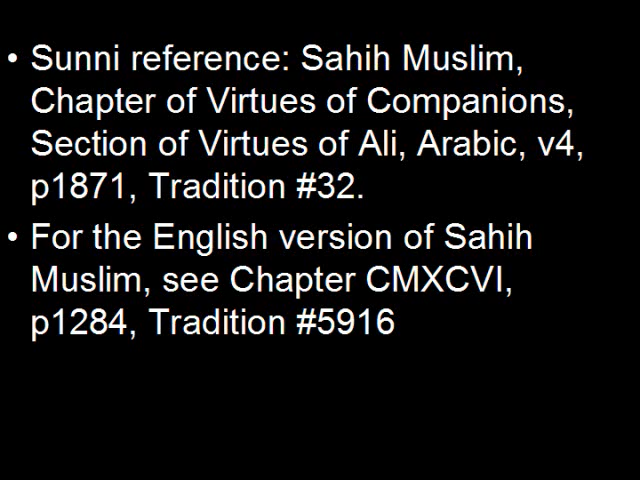 • Sunni reference: Sahih Muslim,
Chapter of Virtues of Companions,
Section of Virtues of Ali, Arabic, v4,
p1871, Tradition #32.
• For the English version of Sahih
Muslim, see Chapter CMXCVI,
p1284, Tradition #5916